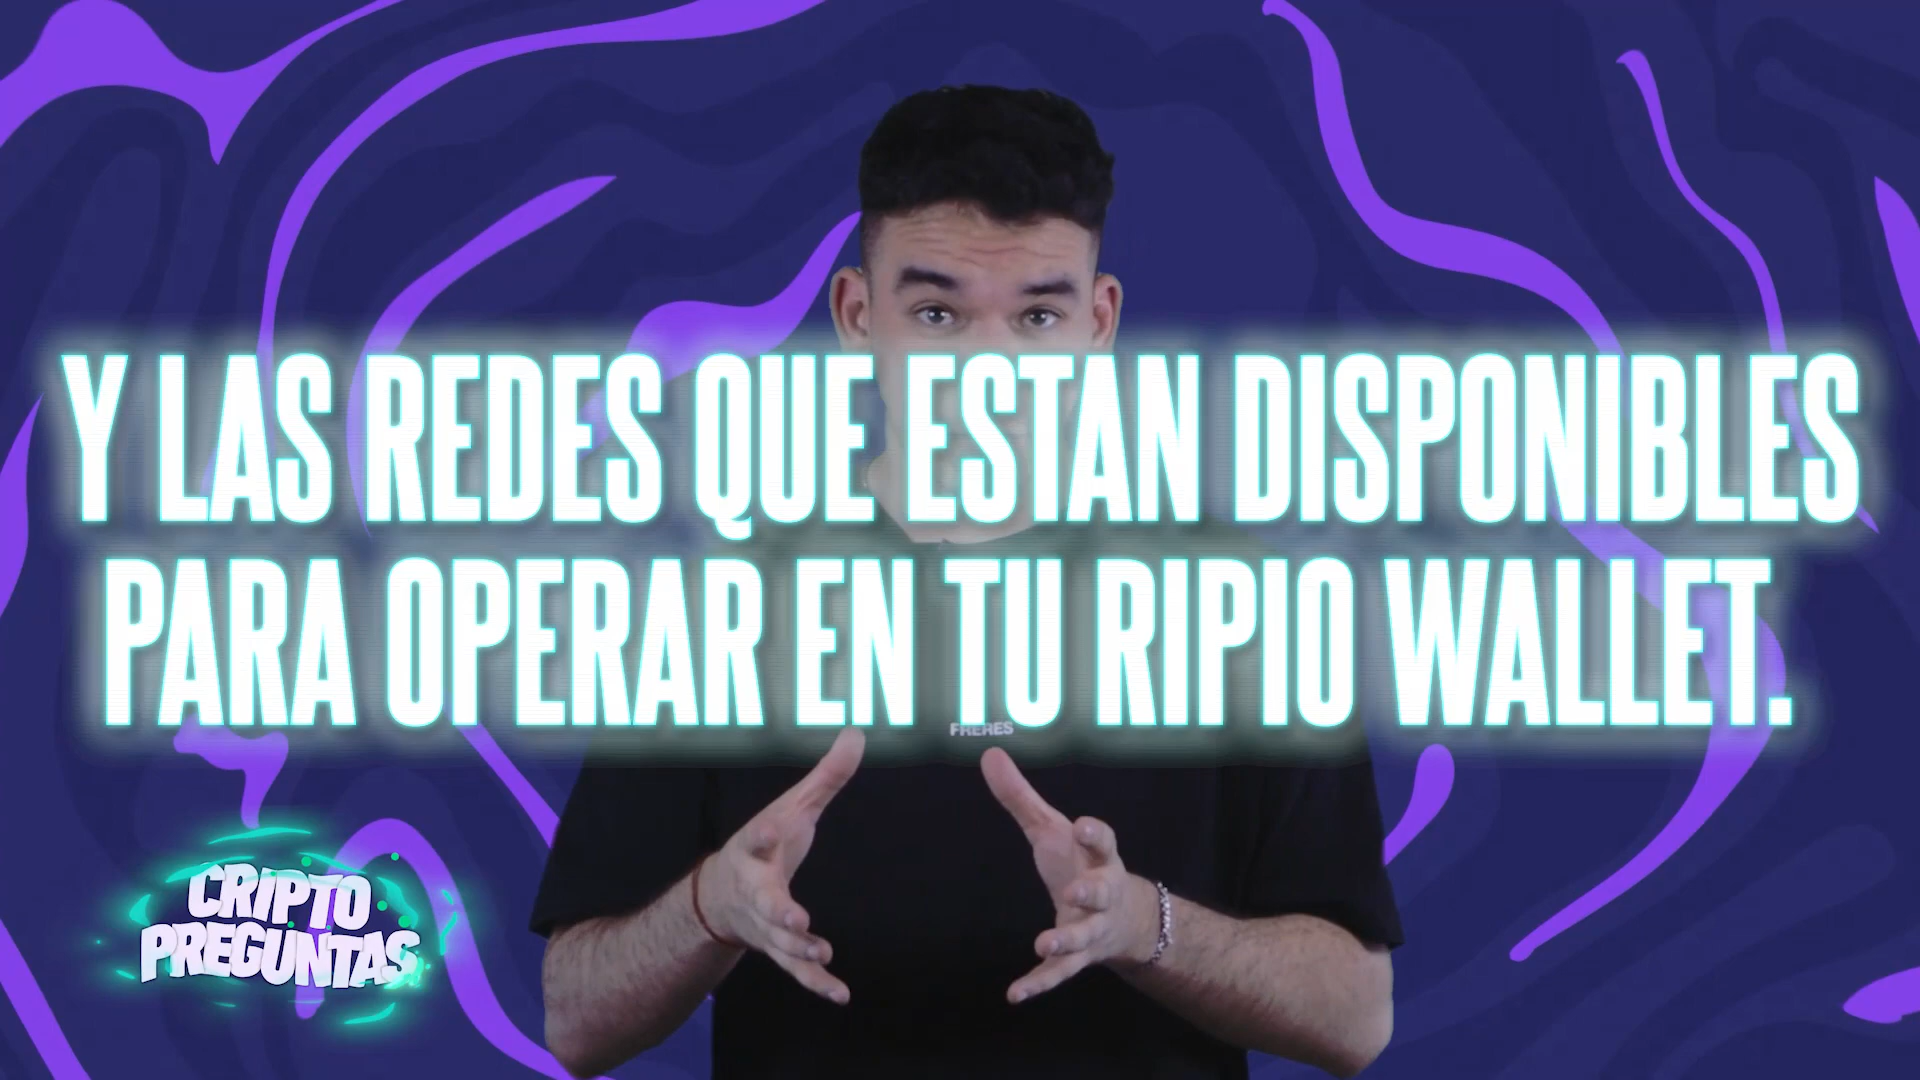 Y LAS REDES QUE ESTAN DISPONIBLES
PARA OPERAR EN TU RIPIO WALLET.
FRERES
CRIPTO
PREGUNTAS